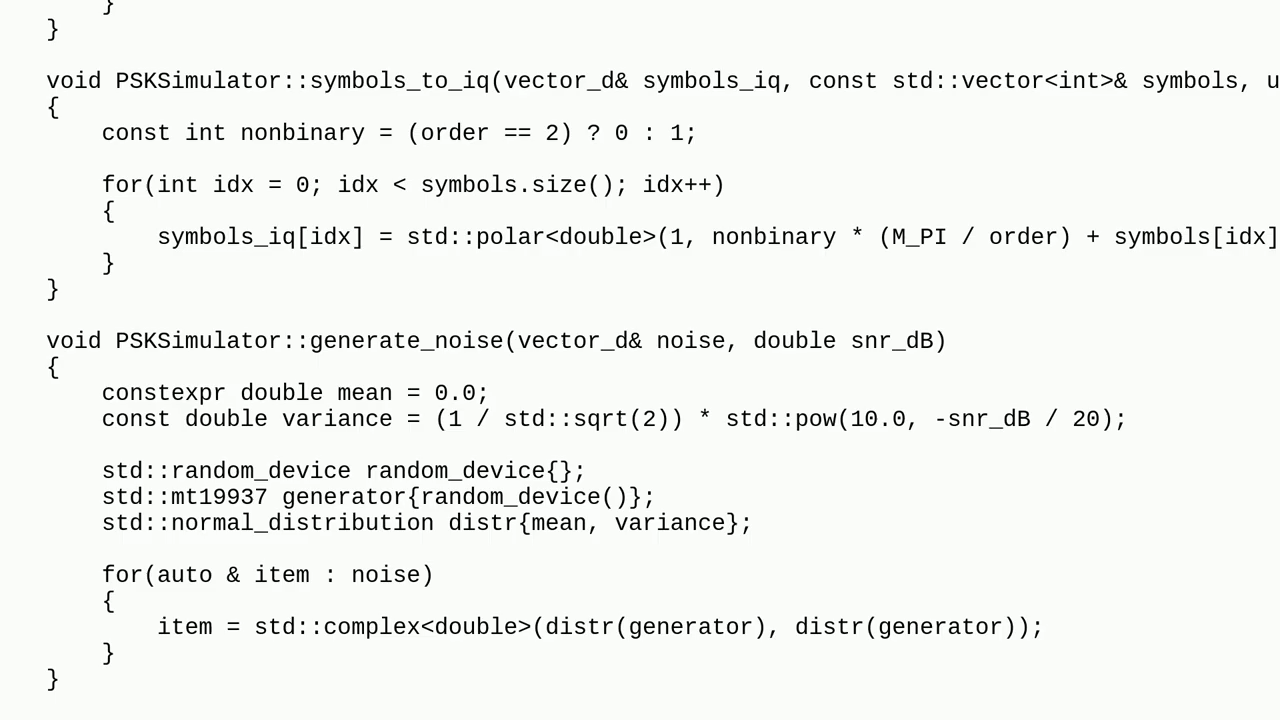 }
}
void PSKSimulator::symbols_to_iq(vector_d& symbols_iq, const std::vector<int>& symbols, u
{
const int nonbinary = (order == 2) ? 0 : 1;
for(int idx = 0; idx < symbols.size(); idx++)
{
symbols_iq[idx] = std::polar<double>(1, nonbinary * (M_PI / order) + symbols[idx]
}
}
void PSKSimulator::generate_noise(vector_d& noise, double snr_dB)
{
constexpr double mean = 0.0;
const double variance = (1 / std::sqrt(2)) * std::pow(10.0, -snr_dB / 20);
std::random_device random_device{};
std::mt19937 generator{random_device()};
std::normal_distribution distr{mean, variance};
for(auto & item : noise)
{
item = std::complex<double>(distr(generator), distr(generator));
}
}